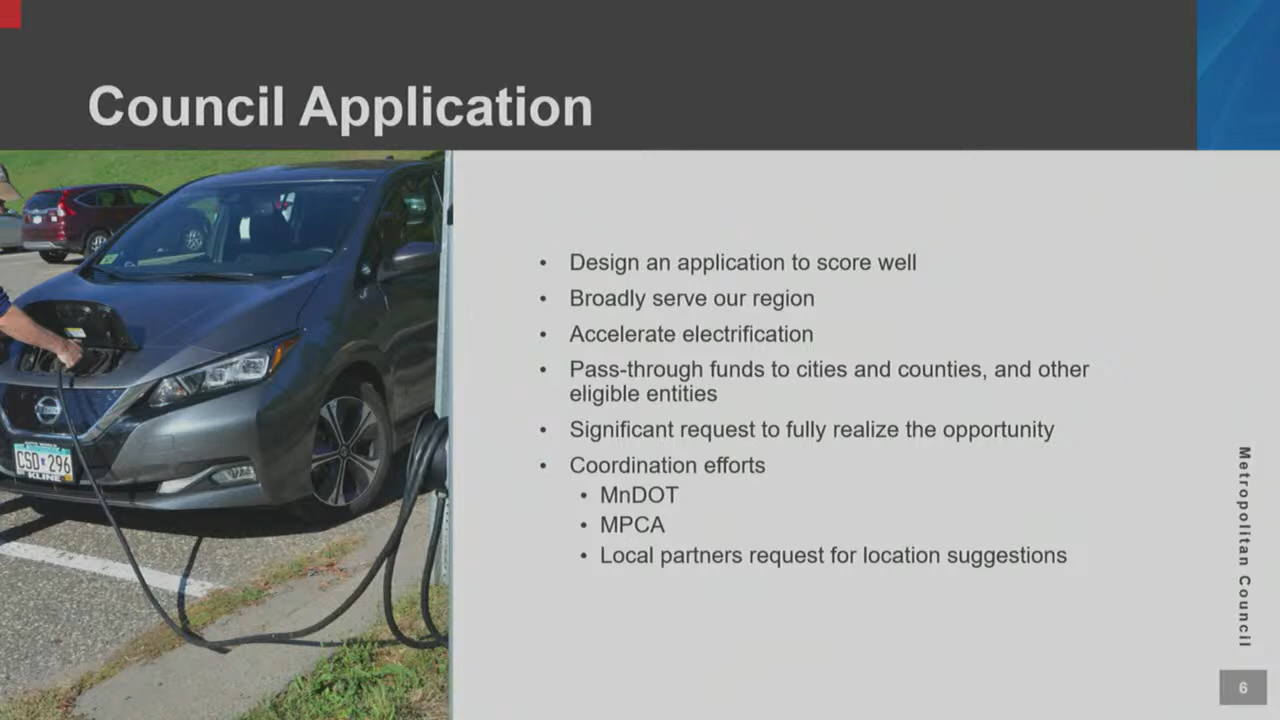 Council Application
• Design an application to score well
• Broadly serve our region
• Accelerate electrification
• Pass-through funds to cities and counties, and other
eligible entities
• Significant request to fully realize the opportunity
• Coordination efforts
• MnDOT
• MPCA
• Local partners request for location suggestions
CSD 296
KLINE
Metropolitan Council
6